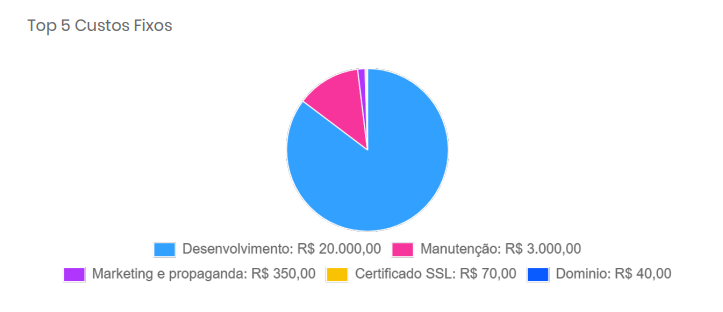 Top 5 Custos Fixos
Desenvolvimento: R$ 20.000,00 Manutenção: R$ 3.000,00
Marketing e propaganda: R$ 350,00 Certificado SSL: R$ 70,00 Dominio: R$ 40,00